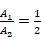 A₁/A₂ = 1/2